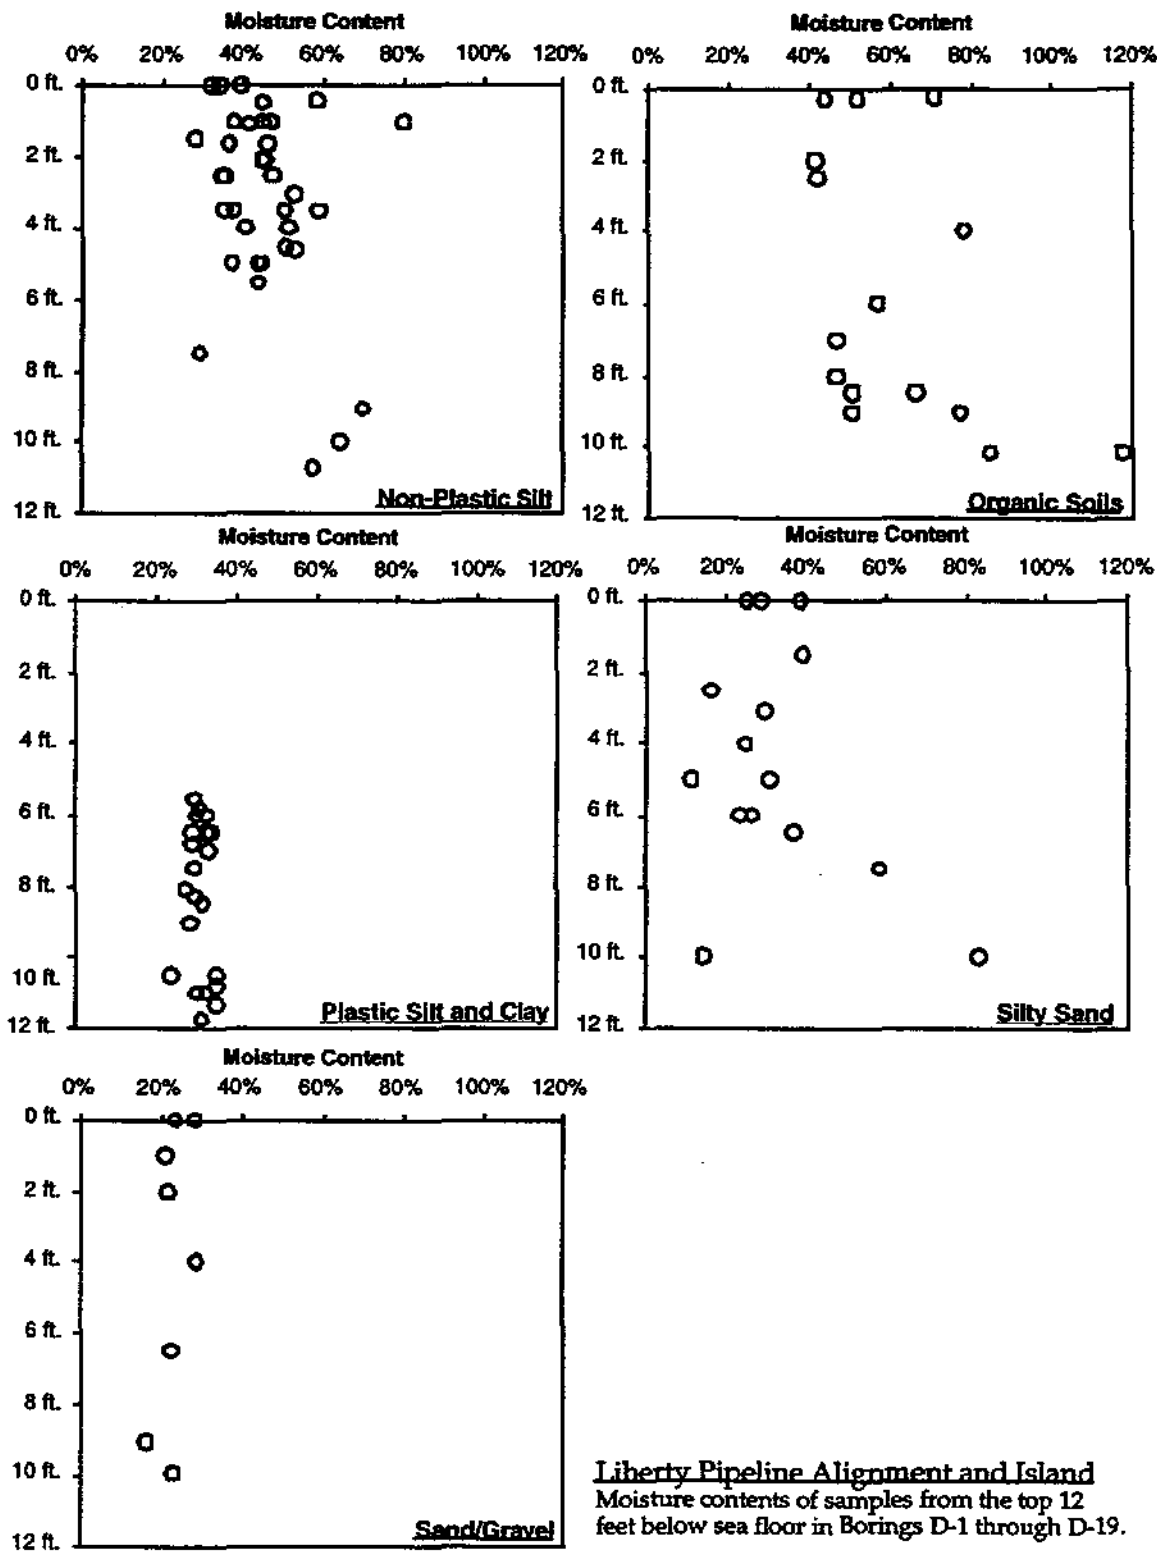 Moisture Content
0% 20% 40% 60% 80% 100% 120%
0 ft.
2 ft.
4 ft.
6 ft.
8 ft.
10 ft.
12 ft.
Non-Plastic Silt
Moisture Content
0% 20% 40% 60% 80% 100% 120%
0 ft.
2 ft.
4 ft.
6 ft.
8 ft.
10 ft.
12 ft.
Organic Soils
Moisture Content
0% 20% 40% 60% 80% 100% 120%
0 ft.
2 ft.
4 ft.
6 ft.
8 ft.
10 ft.
12 ft.
Plastic Silt and Clay
Moisture Content
0% 20% 40% 60% 80% 100% 120%
0 ft.
2 ft.
4 ft.
6 ft.
8 ft.
10 ft.
12 ft.
Silty Sand
Moisture Content
0% 20% 40% 60% 80% 100% 120%
0 ft.
2 ft.
4 ft.
6 ft.
8 ft.
10 ft.
12 ft.
Sand/Gravel
Liberty Pipeline Alignment and Island
Moisture contents of samples from the top 12
feet below sea floor in Borings D-1 through D-19.